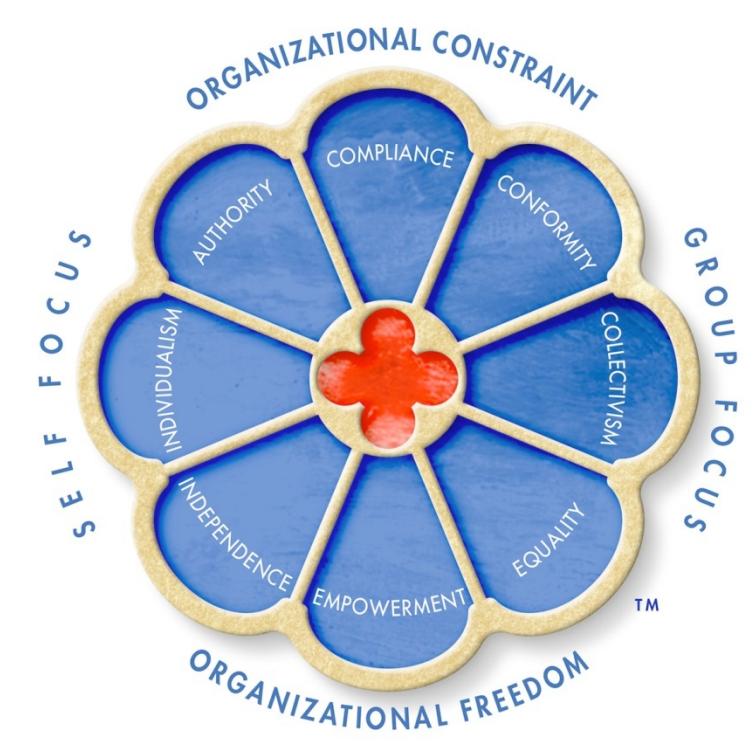 ORGANIZATIONAL CONSTRAINT
COMPLIANCE
AUTHORITY
CONFORMITY
SELF FOCUS
INDIVIDUALISM
COLLECTIVISM
GROUP FOCUS
INDEPENDENCE
EQUALITY
EMPOWERMENT
TM
ORGANIZATIONAL FREEDOM